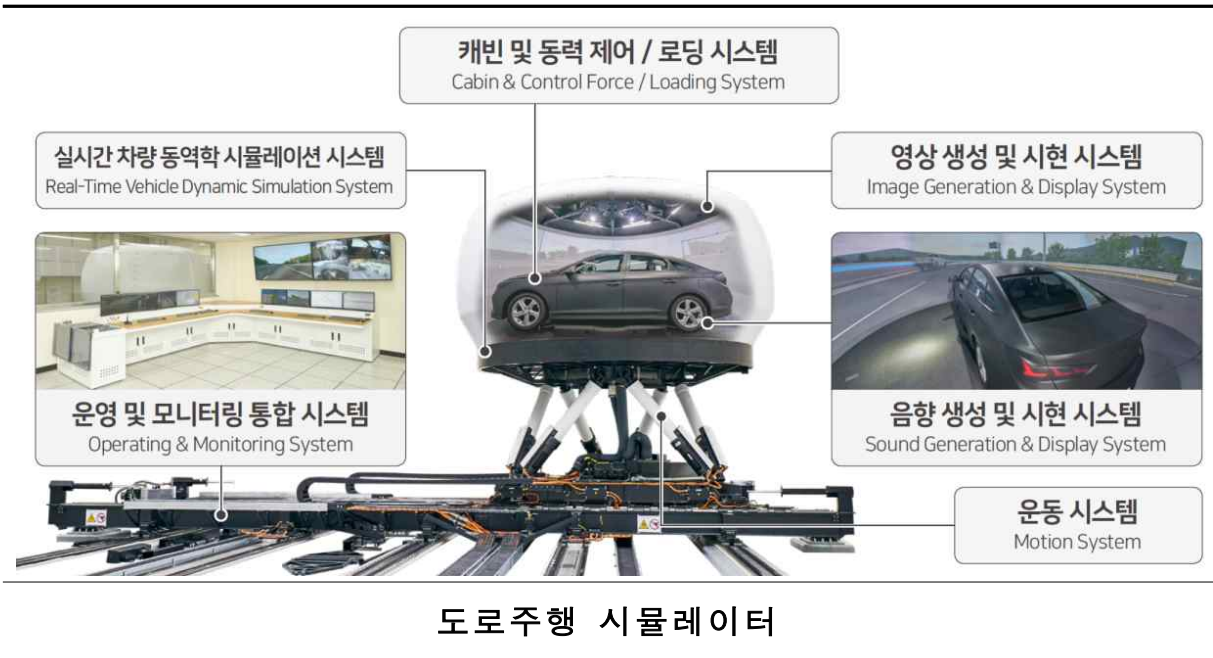 캐빈 및 동력 제어 / 로딩 시스템
Cabin & Control Force / Loading System
실시간 차량 동역학 시뮬레이션 시스템
Real-Time Vehicle Dynamic Simulation System
영상 생성 및 시현 시스템
Image Generation & Display System
운영 및 모니터링 통합 시스템
Operating & Monitoring System
음향 생성 및 시현 시스템
Sound Generation & Display System
운동 시스템
Motion System
도로주행 시뮬레이터